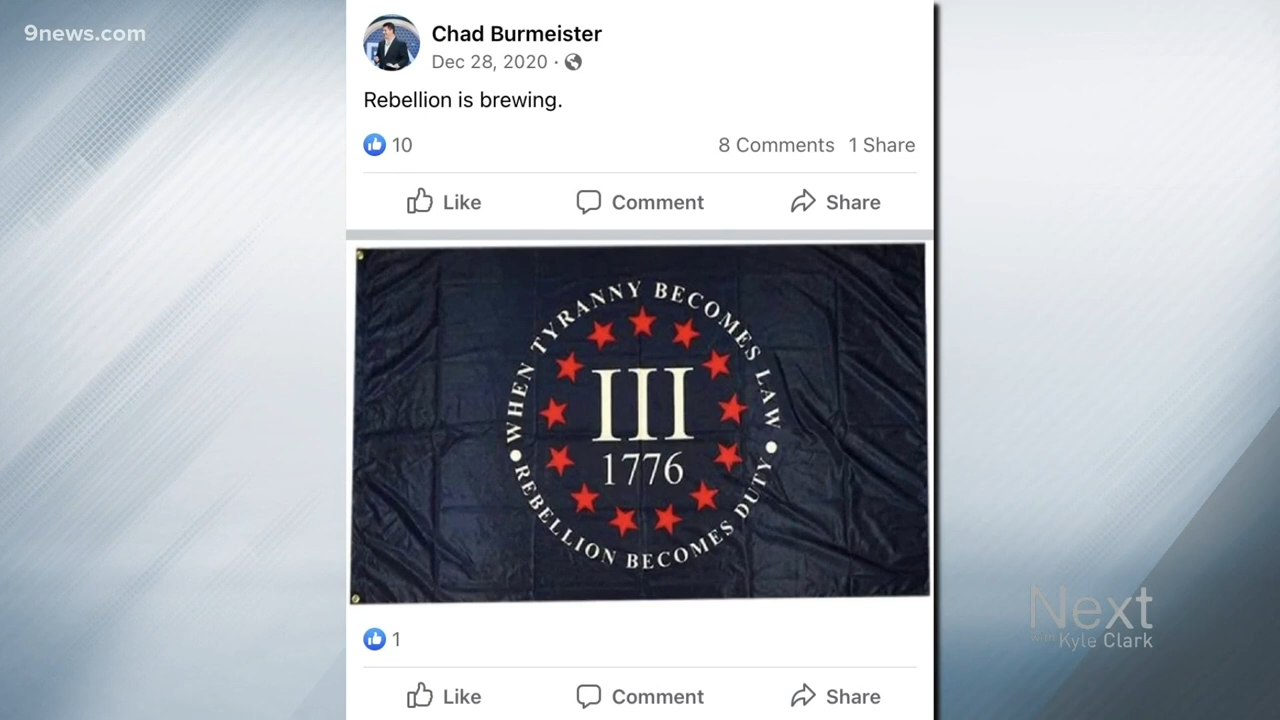 9news.com
Chad Burmeister
Dec 28, 2020 ·
Rebellion is brewing.
10
8 Comments 1 Share
Like Comment Share
WHEN TYRANNY BECOMES LAW
III
1776
REBELLION BECOMES DUTY
1
Like Comment Share
Next
with Kyle Clark